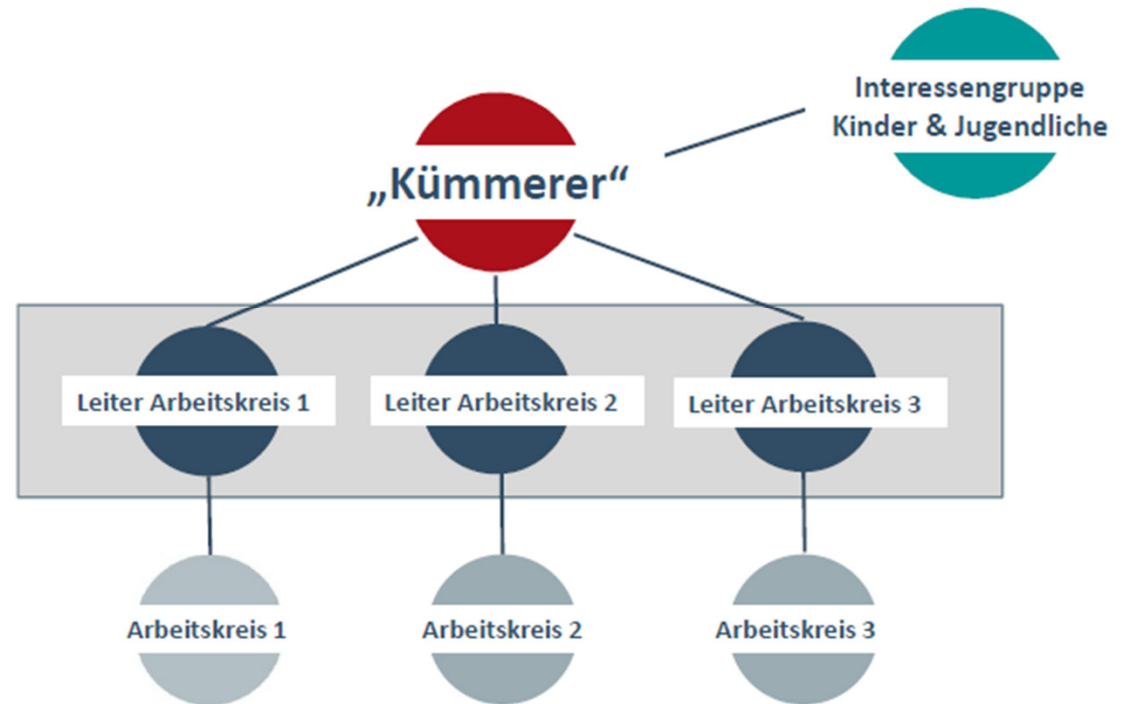 Interessengruppe
Kinder & Jugendliche
„Kümmerer“
Leiter Arbeitskreis 1
Leiter Arbeitskreis 2
Leiter Arbeitskreis 3
Arbeitskreis 1
Arbeitskreis 2
Arbeitskreis 3